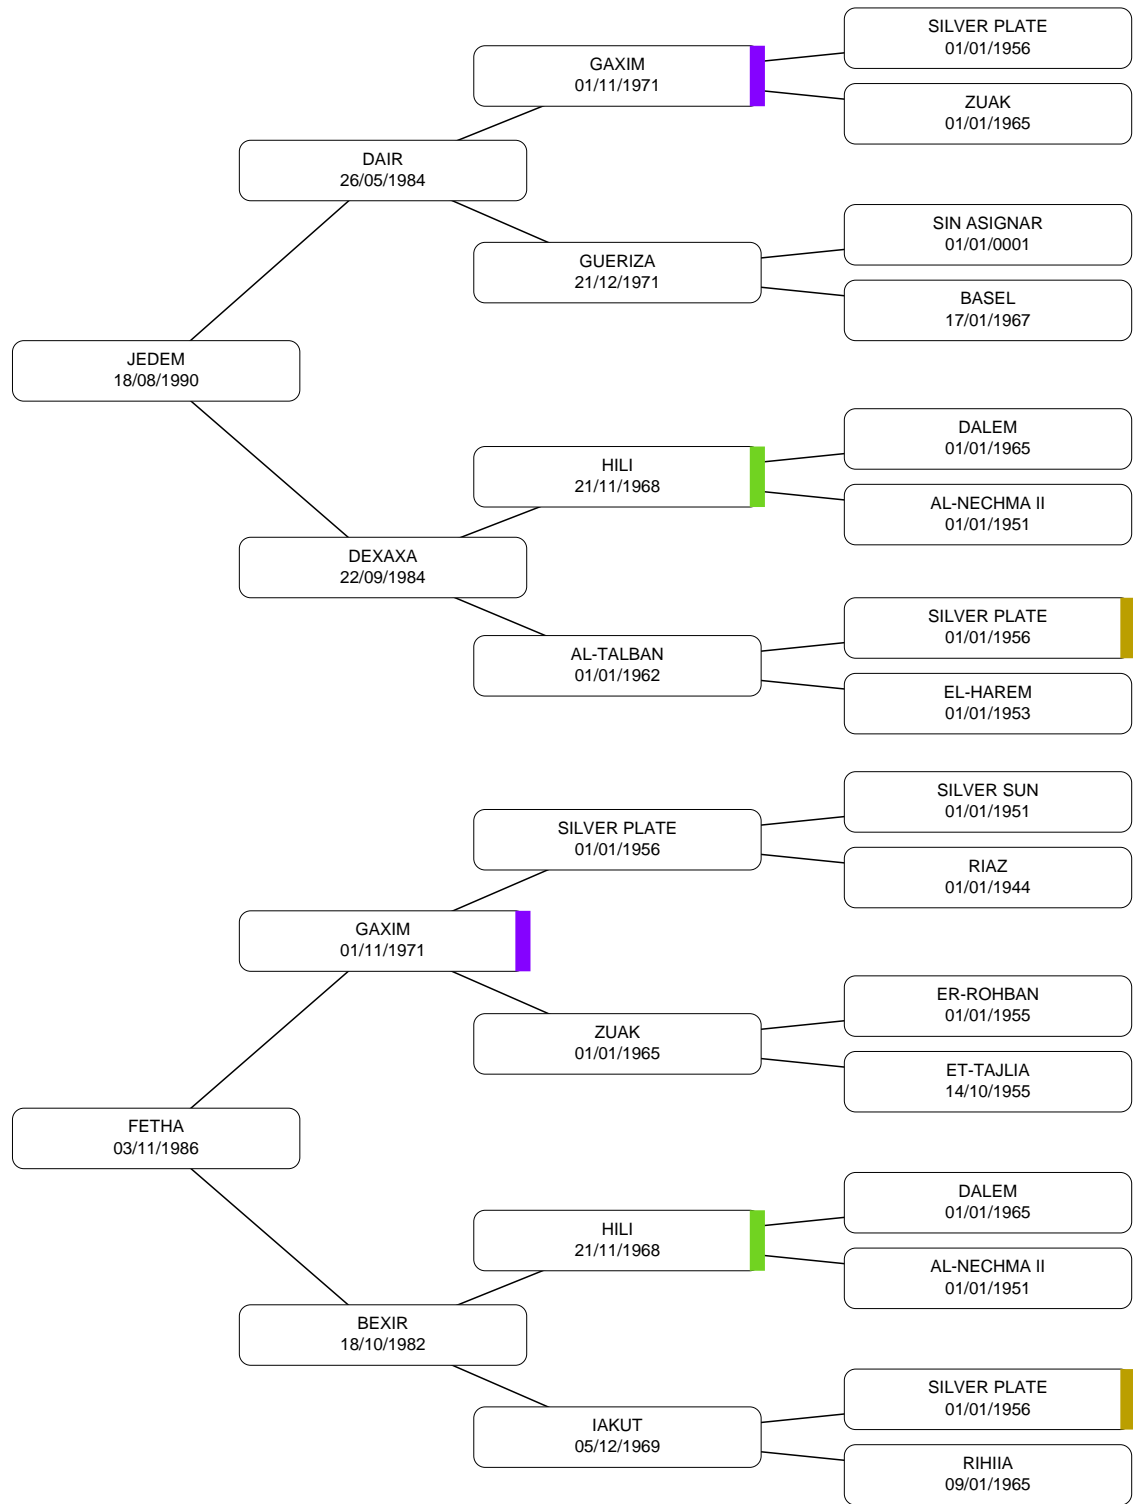 SILVER PLATE
01/01/1956
GAXIM
01/11/1971
ZUAK
01/01/1965
DAIR
26/05/1984
SIN ASIGNAR
01/01/0001
GUERIZA
21/12/1971
BASEL
17/01/1967
JEDEM
18/08/1990
DALEM
01/01/1965
HILI
21/11/1968
AL-NECHMA II
01/01/1951
DEXAXA
22/09/1984
SILVER PLATE
01/01/1956
AL-TALBAN
01/01/1962
EL-HAREM
01/01/1953
SILVER SUN
01/01/1951
SILVER PLATE
01/01/1956
RIAZ
01/01/1944
GAXIM
01/11/1971
ER-ROHBAN
01/01/1955
ZUAK
01/01/1965
ET-TAJLIA
14/10/1955
FETHA
03/11/1986
DALEM
01/01/1965
HILI
21/11/1968
AL-NECHMA II
01/01/1951
BEXIR
18/10/1982
SILVER PLATE
01/01/1956
IAKUT
05/12/1969
RIHIIA
09/01/1965